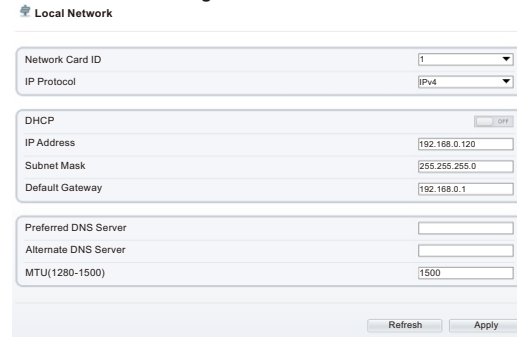 Local Network
Network Card ID 1
IP Protocol IPv4
DHCP OFF
IP Address 192.168.0.120
Subnet Mask 255.255.255.0
Default Gateway 192.168.0.1
Preferred DNS Server
Alternate DNS Server
MTU(1280-1500) 1500
Refresh Apply